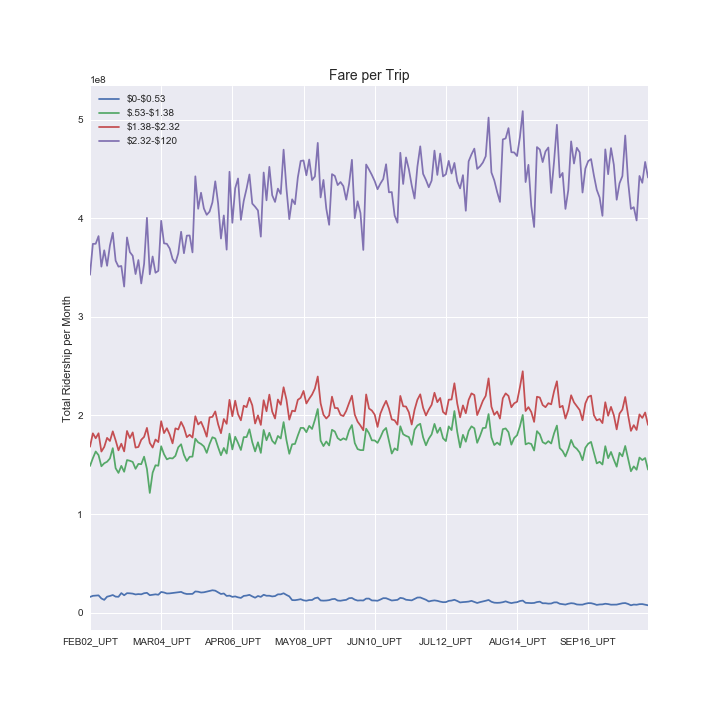 Fare per Trip
1e8
$0-$0.53
$.53-$1.38
$1.38-$2.32
$2.32-$120
5
4
3
2
1
0
Total Ridership per Month
FEB02_UPT MAR04_UPT APR06_UPT MAY08_UPT JUN10_UPT JUL12_UPT AUG14_UPT SEP16_UPT